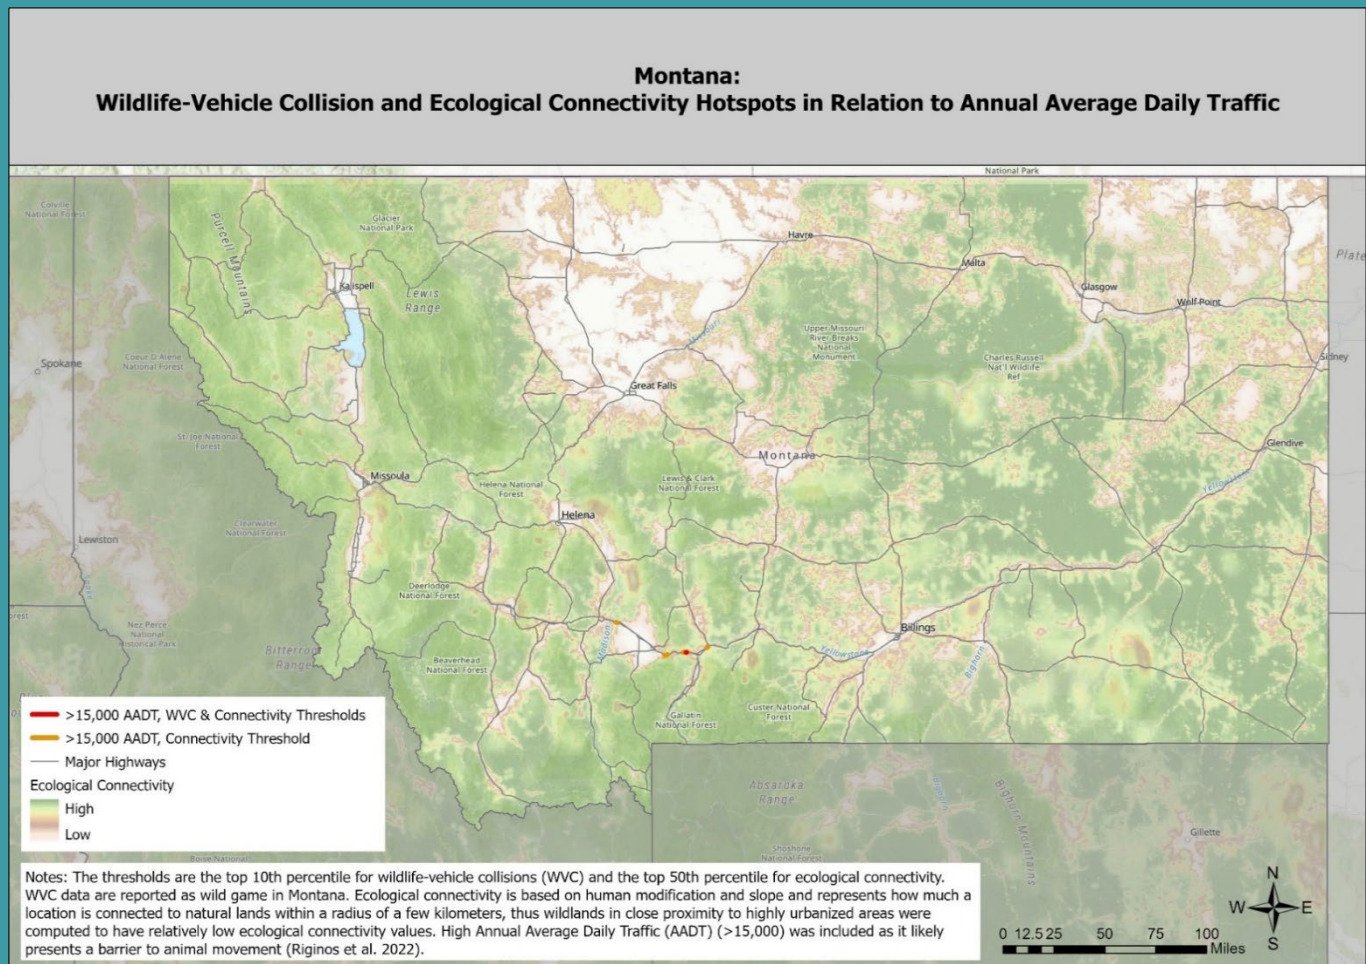 Montana:
Wildlife-Vehicle Collision and Ecological Connectivity Hotspots in Relation to Annual Average Daily Traffic
National Park
Colville
National Forest
Purcell Mountains
Glacier
National Park
Havre
Malta
Plate
Kalispell
Lewis
Range
Glasgow
Wolf Point
Missouri
Upper Missouri
River Breaks
National
Monument
Spokane
Coeur D'Alene
National Forest
Charles Russell
Nat'l Wildlife
Ref
Sidney
Great Falls
St. Joe National
Forest
Montana
Glendive
Missoula
Helena National
Forest
Lewis & Clark
National Forest
Yellowstone
Helena
Clearwater
National Forest
Lewiston
Deerlodge
National Forest
orest
Nez Perce
National
Historical Park
Billings
Madison
Bitterroot
Range
Beaverhead
National Forest
Yellowstone
Bighorn
Gallatin
National Forest
Custer National
Forest
>15,000 AADT, WVC & Connectivity Thresholds
>15,000 AADT, Connectivity Threshold
Major Highways
Ecological Connectivity
High
Low
Absaroka
Range
Bighorn
Bighorn Mountains
Gillette
Shoshone
National Forest
Boise National
Notes: The thresholds are the top 10th percentile for wildlife-vehicle collisions (WVC) and the top 50th percentile for ecological connectivity.
WVC data are reported as wild game in Montana. Ecological connectivity is based on human modification and slope and represents how much a
location is connected to natural lands within a radius of a few kilometers, thus wildlands in close proximity to highly urbanized areas were
computed to have relatively low ecological connectivity values. High Annual Average Daily Traffic (AADT) (>15,000) was included as it likely
presents a barrier to animal movement (Riginos et al. 2022).
N
W E
S
0 12.5 25 50 75 100
Miles